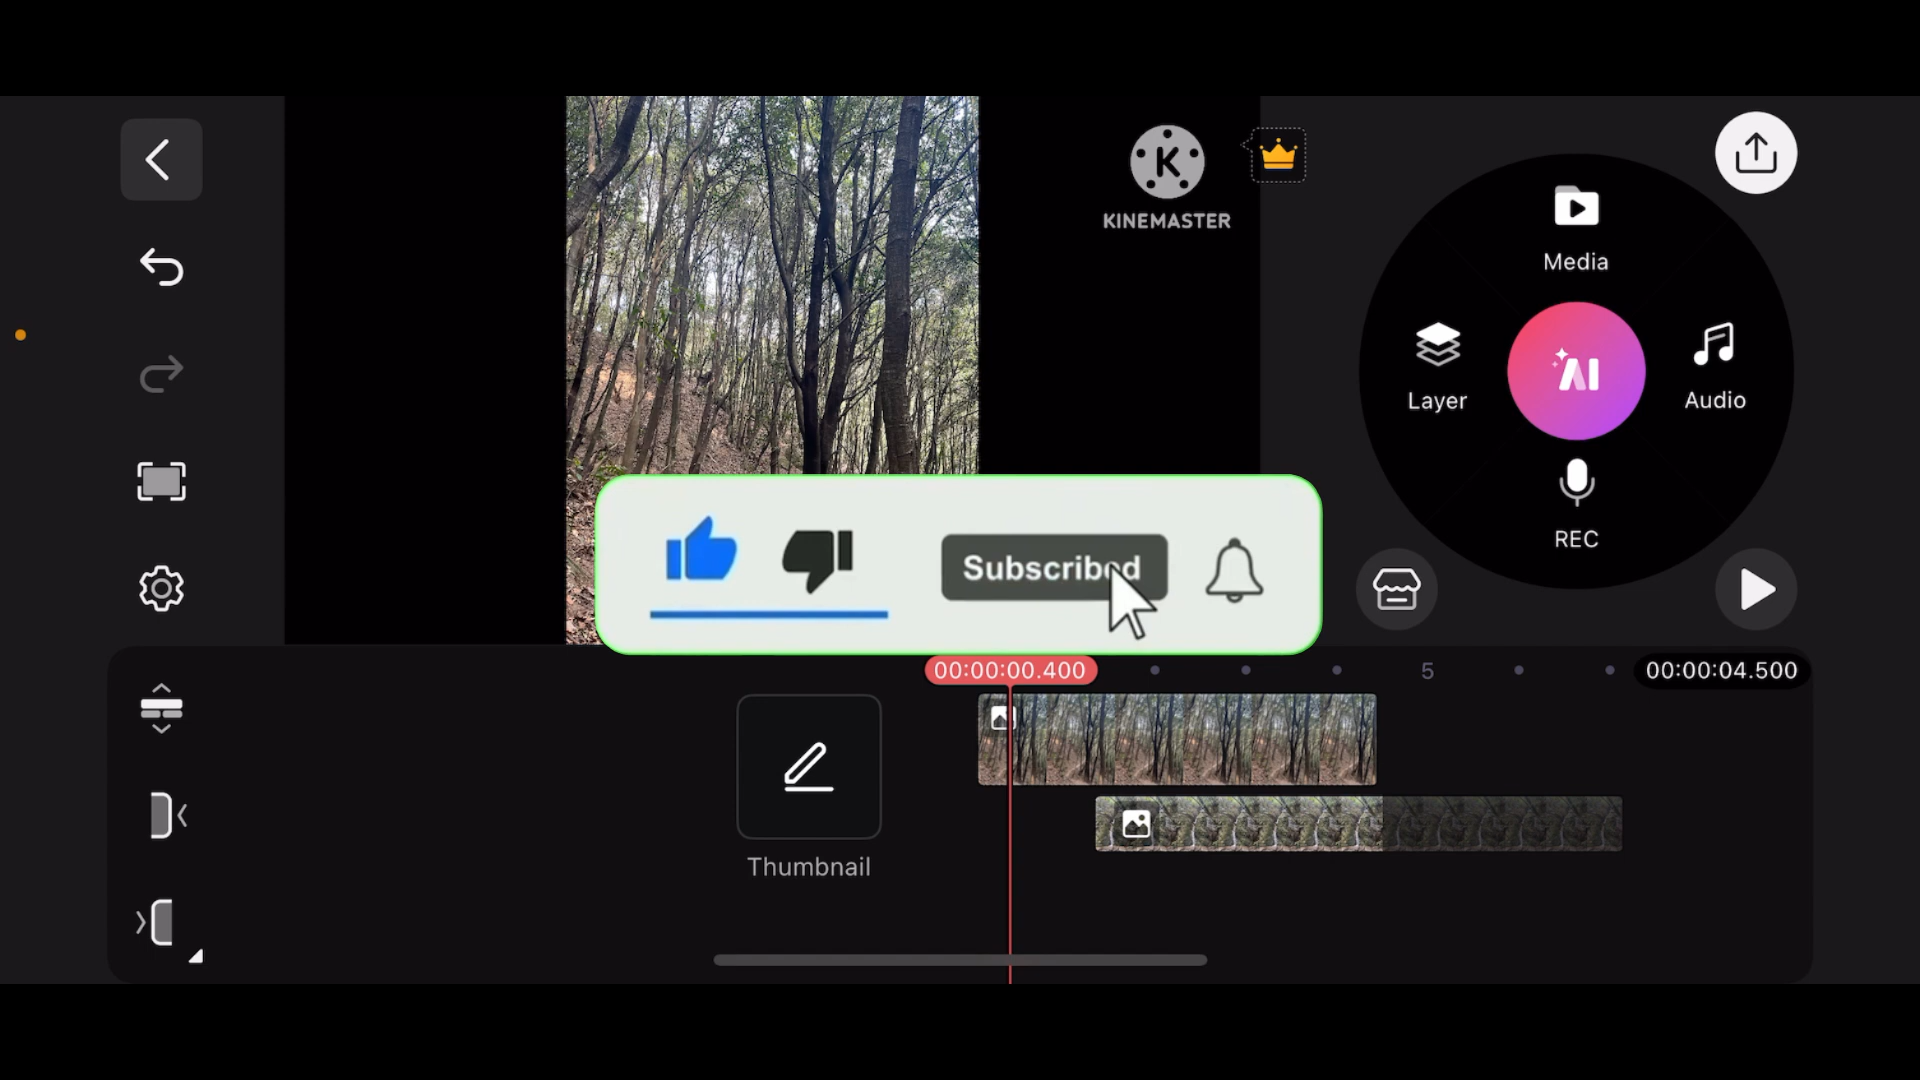 KINEMASTER
Media
Layer
AI
Audio
REC
Subscribed
00:00:00.400
5
00:00:04.500
Thumbnail